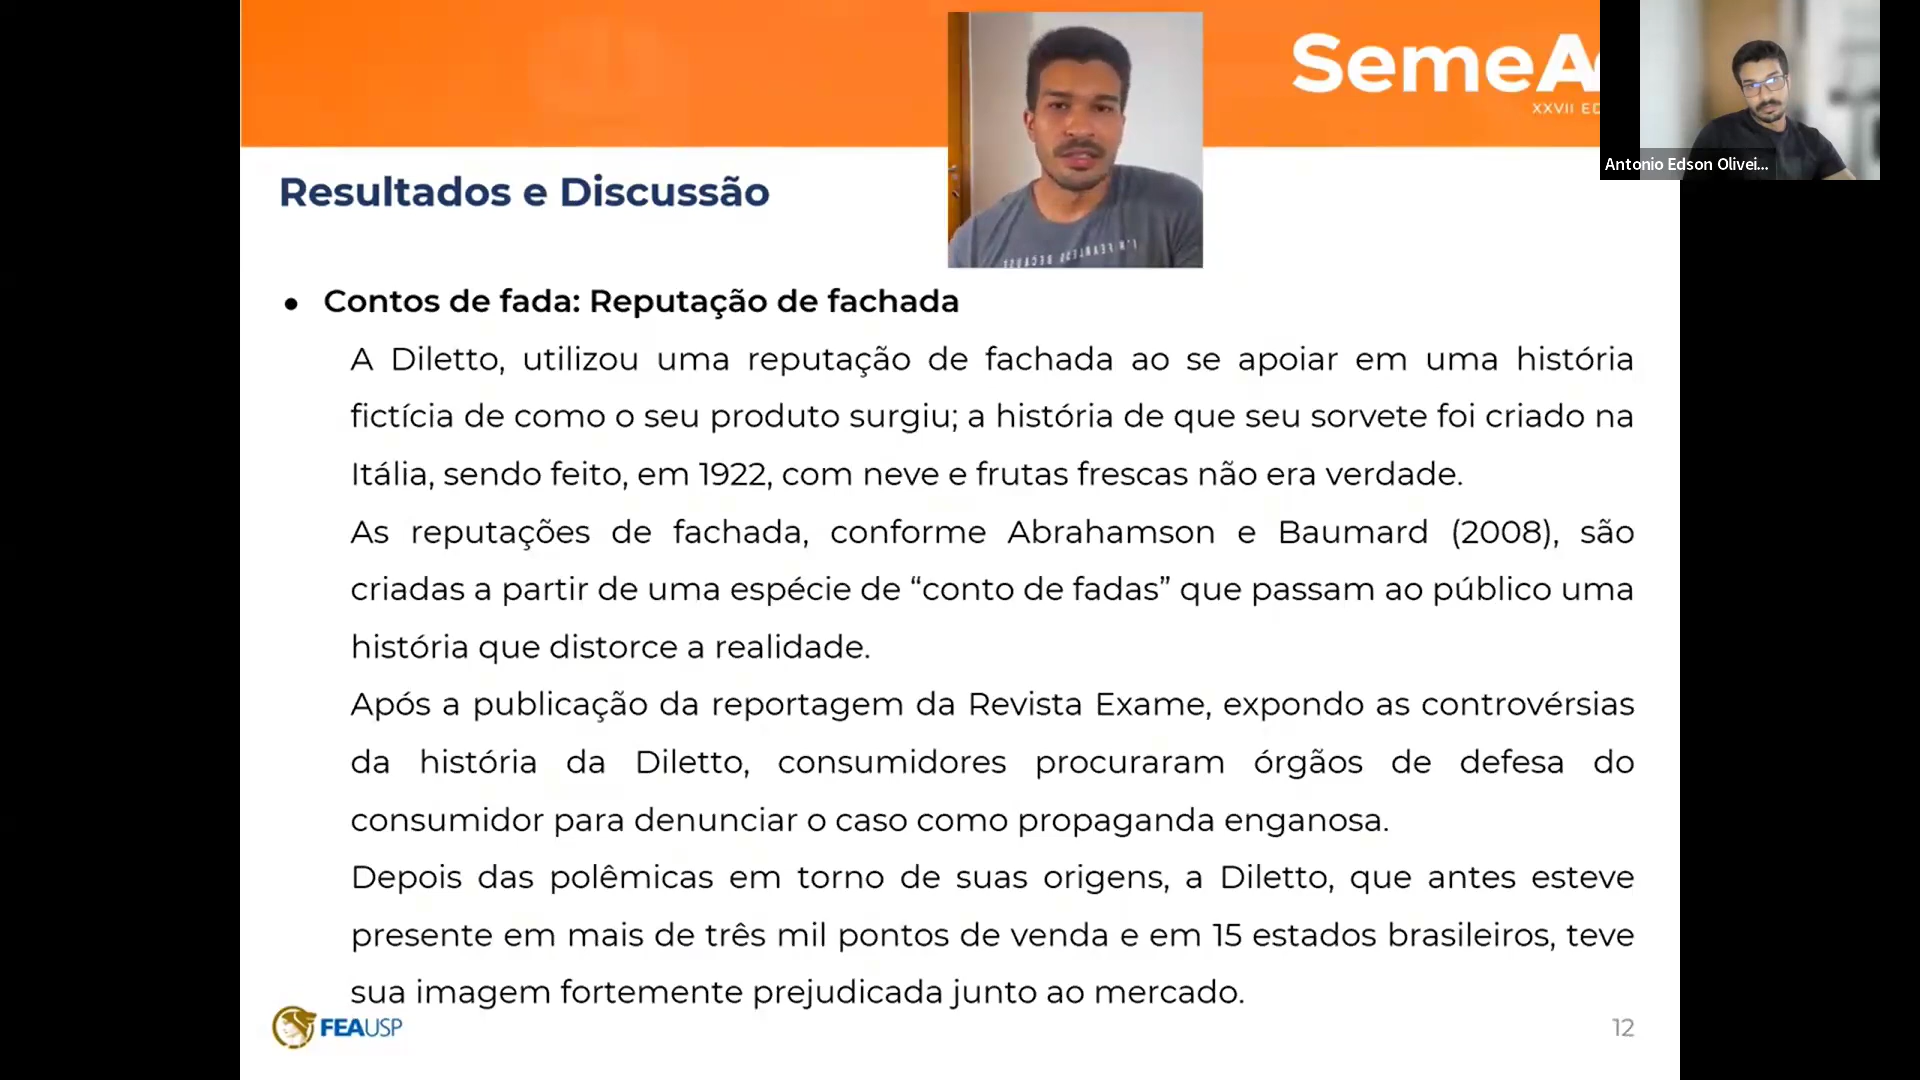 SemeA
XXVII ED
Antonio Edson Olivei...
Resultados e Discussão
I'M FEARLESS BECAUSE
● Contos de fada: Reputação de fachada
A Diletto, utilizou uma reputação de fachada ao se apoiar em uma história
fictícia de como o seu produto surgiu; a história de que seu sorvete foi criado na
Itália, sendo feito, em 1922, com neve e frutas frescas não era verdade.
As reputações de fachada, conforme Abrahamson e Baumard (2008), são
criadas a partir de uma espécie de “conto de fadas” que passam ao público uma
história que distorce a realidade.
Após a publicação da reportagem da Revista Exame, expondo as controvérsias
da história da Diletto, consumidores procuraram órgãos de defesa do
consumidor para denunciar o caso como propaganda enganosa.
Depois das polêmicas em torno de suas origens, a Diletto, que antes esteve
presente em mais de três mil pontos de venda e em 15 estados brasileiros, teve
sua imagem fortemente prejudicada junto ao mercado.
FEAUSP
12